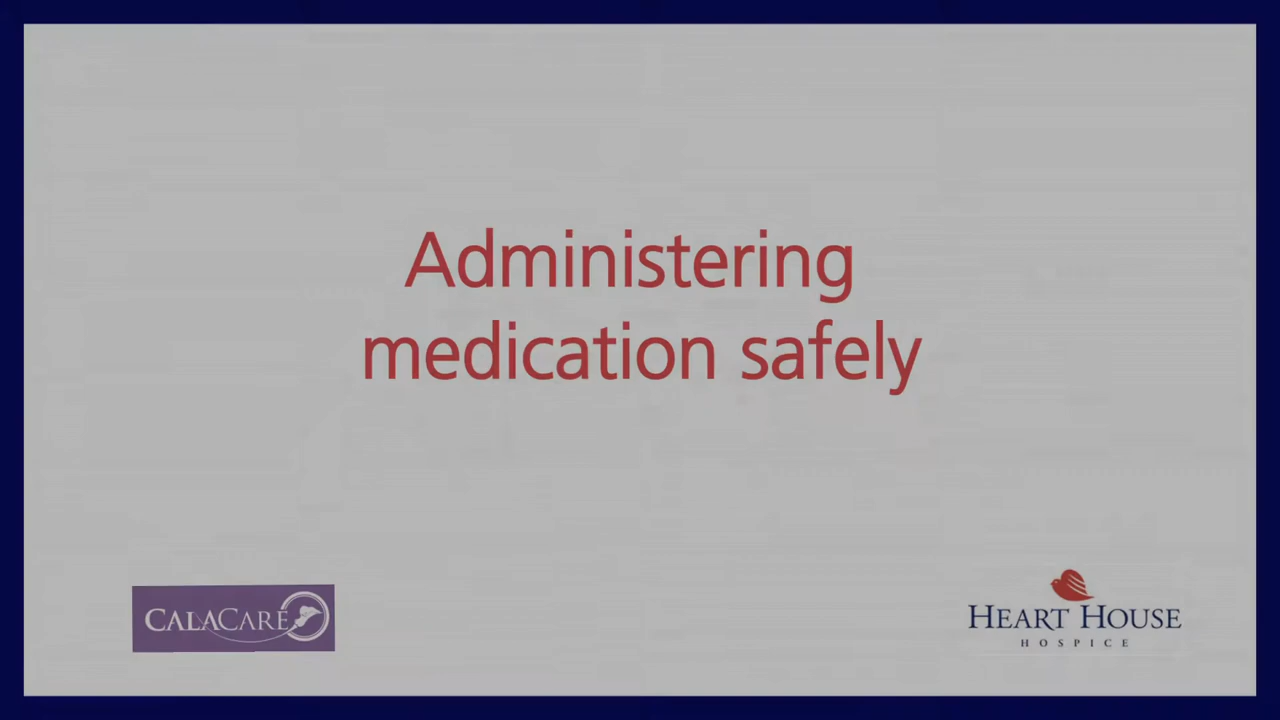 Administering
medication safely
CALACARE
HEART HOUSE
HOSPICE